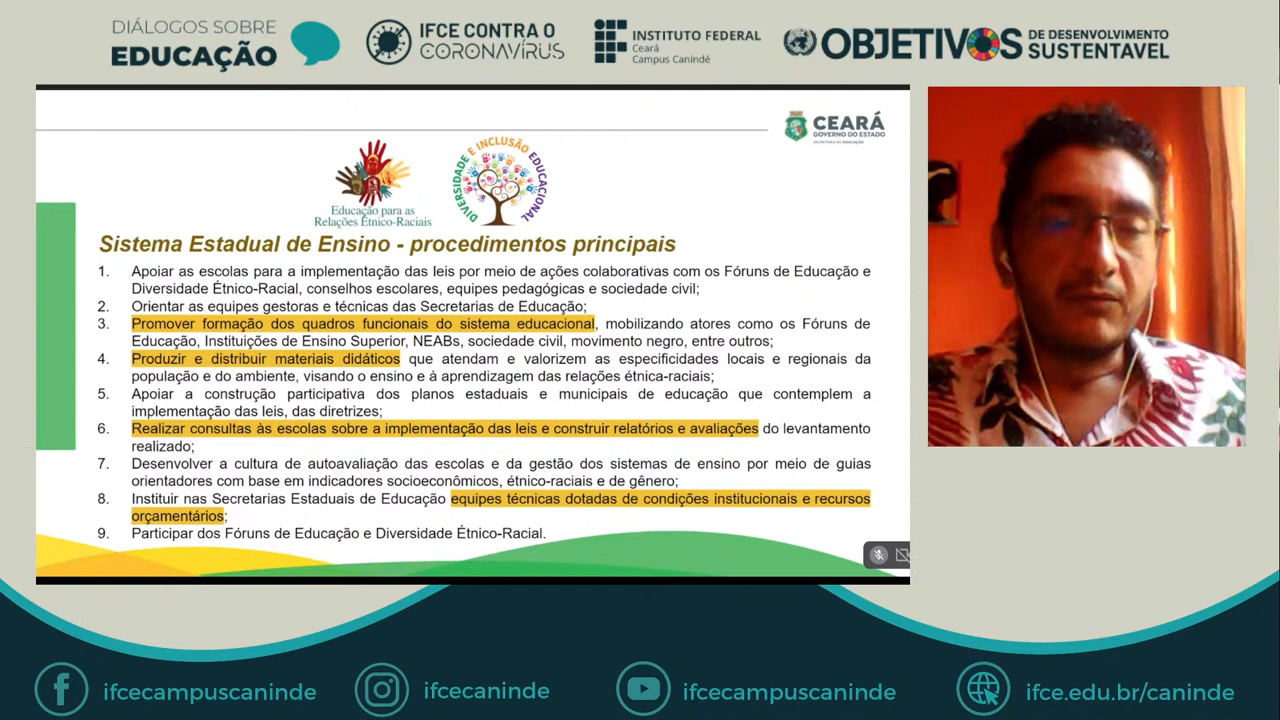 DIÁLOGOS SOBRE
EDUCAÇÃO
IFCE CONTRA O
CORONAVÍRUS
INSTITUTO FEDERAL
Ceará
Campus Canindé
OBJETIVOS
DE DESENVOLVIMENTO
SUSTENTAVEL
CEARÁ
GOVERNO DO ESTADO
SECRETARIA DA EDUCAÇÃO
Educação para as
Relações Étnico-Raciais
DIVERSIDADE E INCLUSÃO EDUCACIONAL
Sistema Estadual de Ensino - procedimentos principais
1. Apoiar as escolas para a implementação das leis por meio de ações colaborativas com os Fóruns de Educação e
Diversidade Étnico-Racial, conselhos escolares, equipes pedagógicas e sociedade civil;
2. Orientar as equipes gestoras e técnicas das Secretarias de Educação;
3. Promover formação dos quadros funcionais do sistema educacional, mobilizando atores como os Fóruns de
Educação, Instituições de Ensino Superior, NEABs, sociedade civil, movimento negro, entre outros;
4. Produzir e distribuir materiais didáticos que atendam e valorizem as especificidades locais e regionais da
população e do ambiente, visando o ensino e à aprendizagem das relações étnica-raciais;
5. Apoiar a construção participativa dos planos estaduais e municipais de educação que contemplem a
implementação das leis, das diretrizes;
6. Realizar consultas às escolas sobre a implementação das leis e construir relatórios e avaliações do levantamento
realizado;
7. Desenvolver a cultura de autoavaliação das escolas e da gestão dos sistemas de ensino por meio de guias
orientadores com base em indicadores socioeconômicos, étnico-raciais e de gênero;
8. Instituir nas Secretarias Estaduais de Educação equipes técnicas dotadas de condições institucionais e recursos
orçamentários;
9. Participar dos Fóruns de Educação e Diversidade Étnico-Racial.
ifcecampuscaninde
ifcecaninde
ifcecampuscaninde
ifce.edu.br/caninde